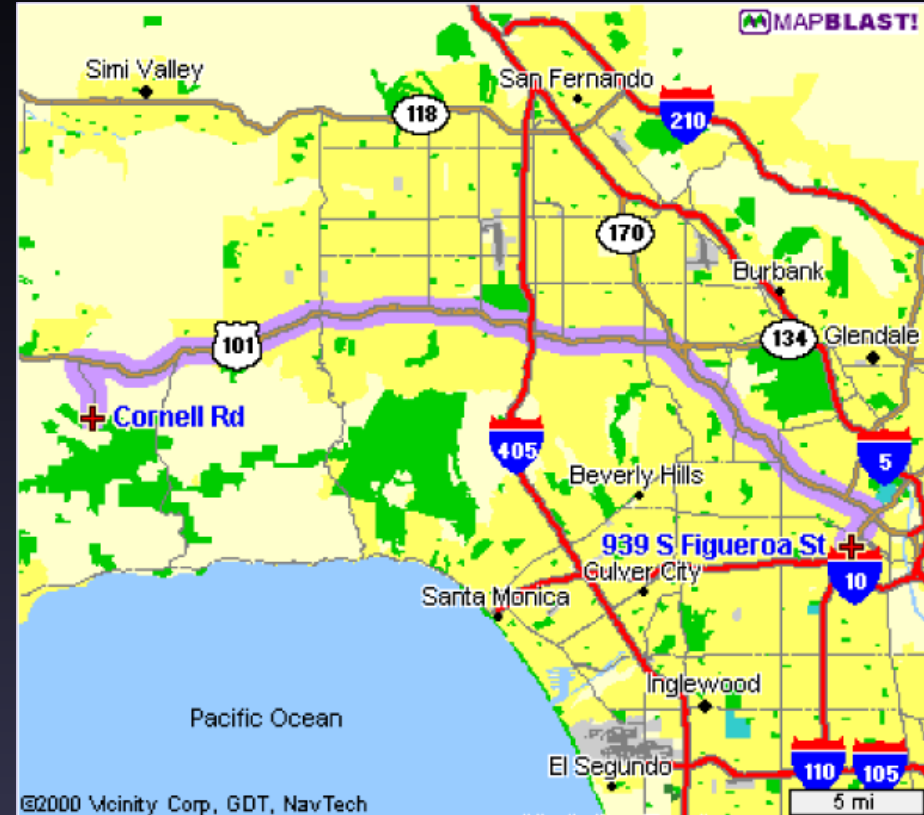 MAPBLAST!
Simi Valley
San Fernando
118
210
170
Burbank
101
134
Glendale
Cornell Rd
405
5
Beverly Hills
939 S Figueroa St
Culver City
10
Santa Monica
Inglewood
Pacific Ocean
El Segundo
110
105
©2000 Vicinity Corp, GDT, NavTech
5 mi